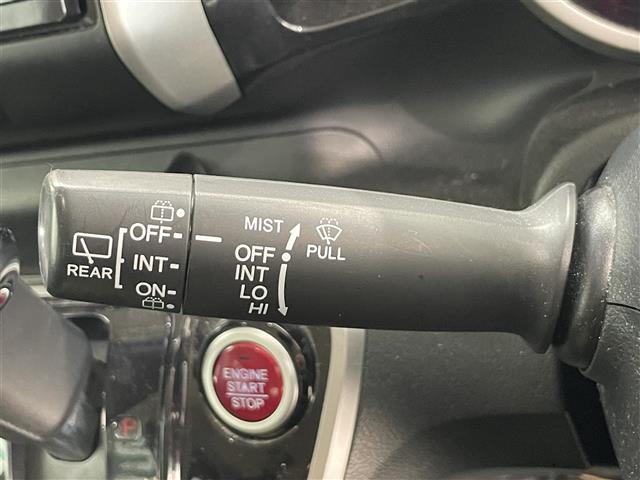 OFF
INT
ON
REAR
MIST
PULL
OFF
INT
LO
HI
ENGINE
START
STOP
P